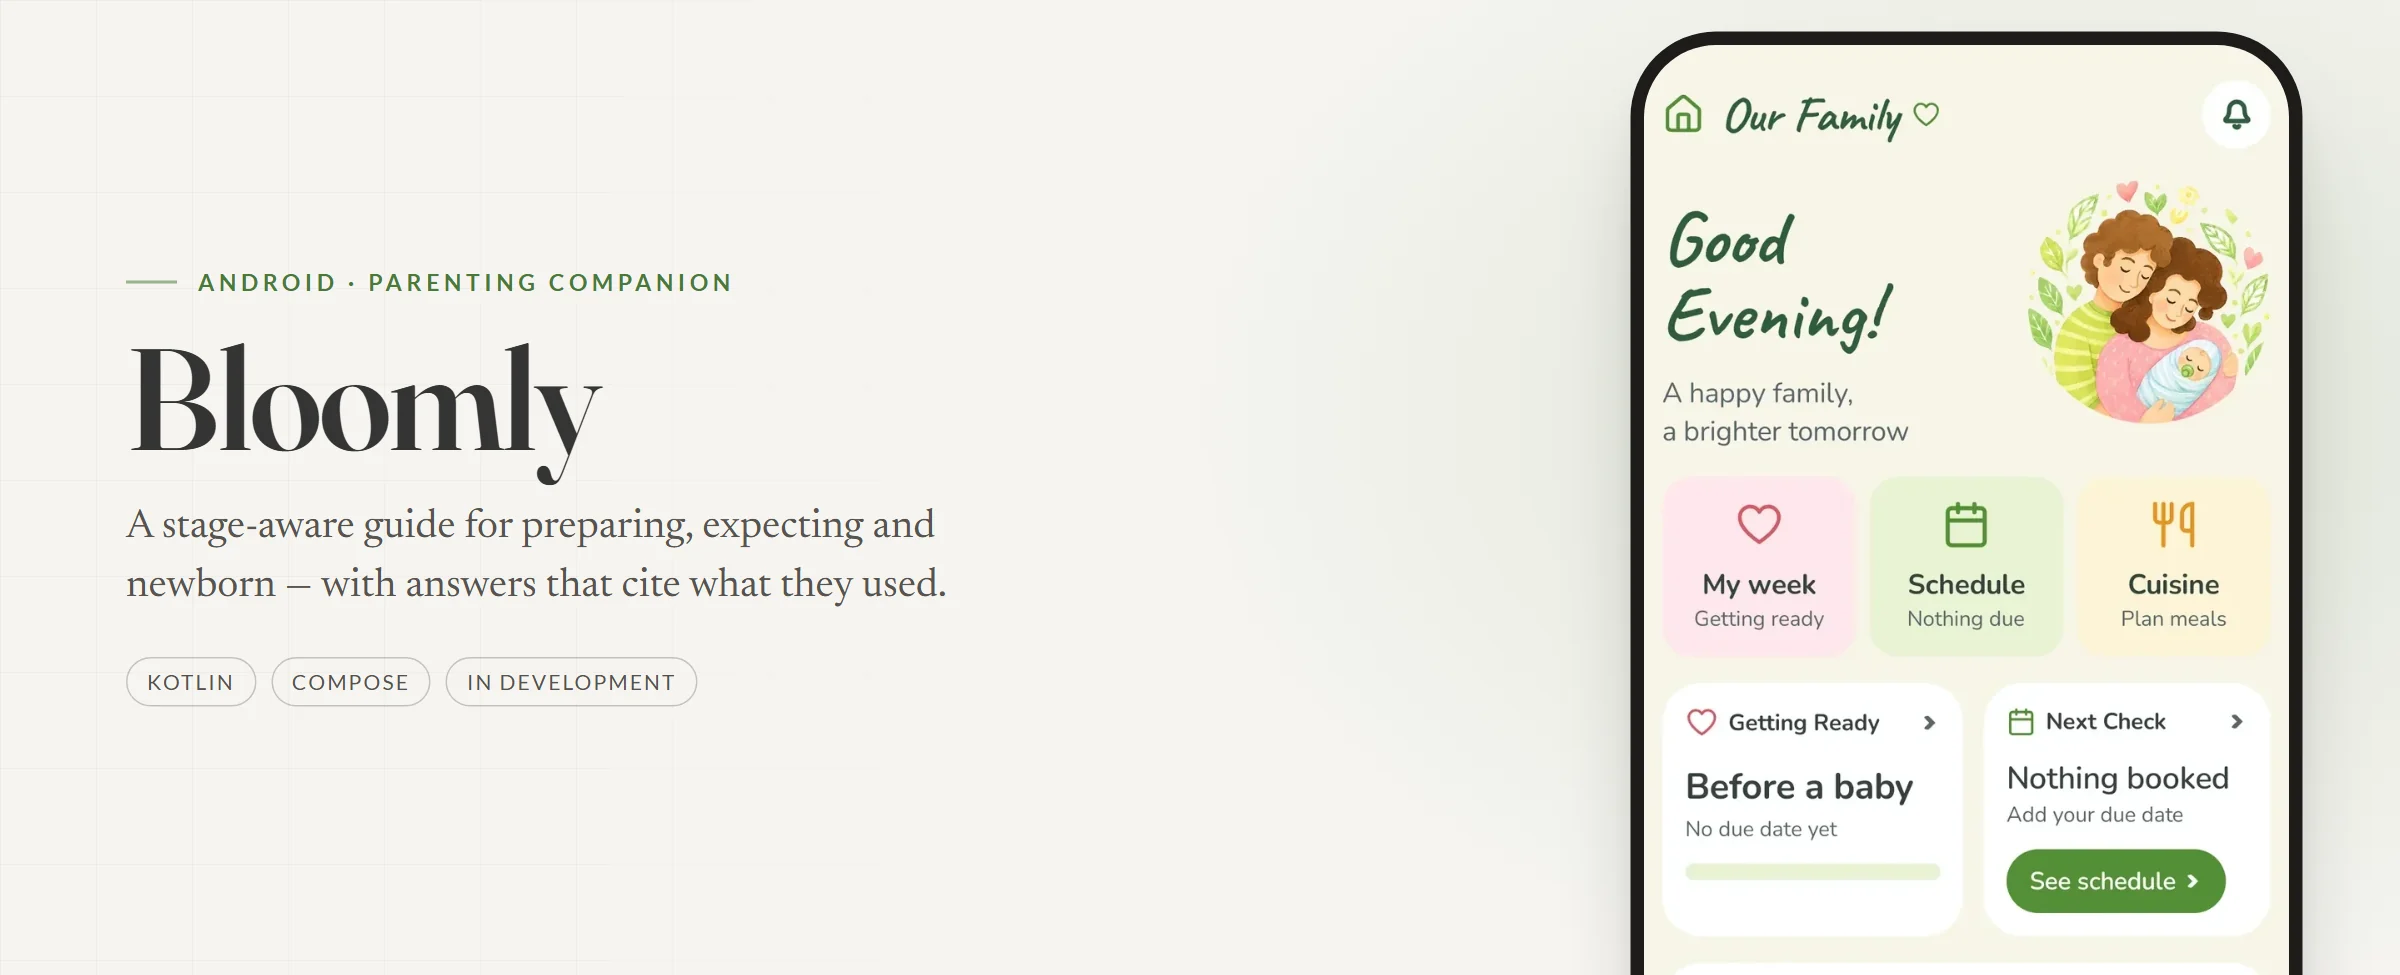 ANDROID · PARENTING COMPANION
Bloomly
A stage-aware guide for preparing, expecting and
newborn – with answers that cite what they used.
KOTLIN
COMPOSE
IN DEVELOPMENT
Our Family
Good
Evening!
A happy family,
a brighter tomorrow
My week
Getting ready
Schedule
Nothing due
Cuisine
Plan meals
Getting Ready
Before a baby
No due date yet
Next Check
Nothing booked
Add your due date
See schedule